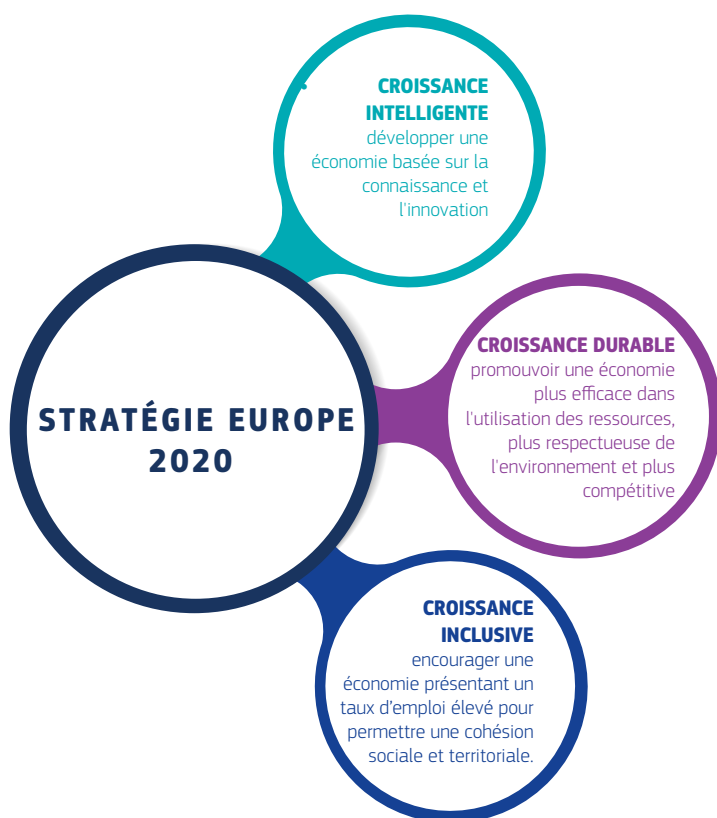 CROISSANCE
INTELLIGENTE
développer une
économie basée sur la
connaissance et
l'innovation
CROISSANCE DURABLE
promouvoir une économie
plus efficace dans
l'utilisation des ressources,
plus respectueuse de
l'environnement et plus
compétitive
STRATÉGIE EUROPE
2020
CROISSANCE
INCLUSIVE
encourager une
économie présentant un
taux d’emploi élevé pour
permettre une cohésion
sociale et territoriale.